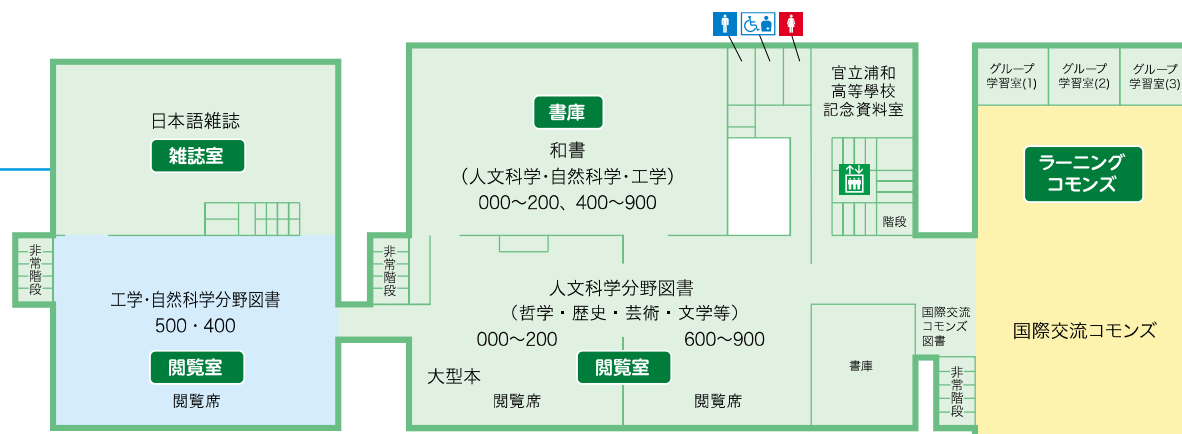 日本語雑誌
雑誌室
非常階段
工学・自然科学分野図書
500・400
閲覧室
閲覧席
書庫
和書
（人文科学・自然科学・工学）
000〜200、400〜900
非常階段
人文科学分野図書
（哲学・歴史・芸術・文学等）
000〜200
600〜900
大型本
閲覧室
閲覧席
閲覧席
官立浦和
高等學校
記念資料室
階段
書庫
国際交流
コモンズ
図書
非常階段
グループ
学習室(1)
グループ
学習室(2)
グループ
学習室(3)
ラーニング
コモンズ
国際交流コモンズ